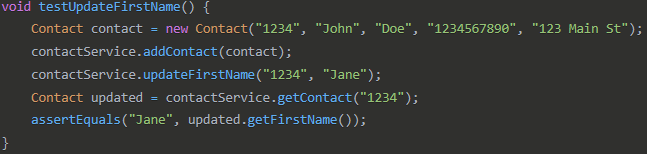 void testUpdateFirstName() {
    Contact contact = new Contact("1234", "John", "Doe", "1234567890", "123 Main St");
    contactService.addContact(contact);
    contactService.updateFirstName("1234", "Jane");
    Contact updated = contactService.getContact("1234");
    assertEquals("Jane", updated.getFirstName());
}